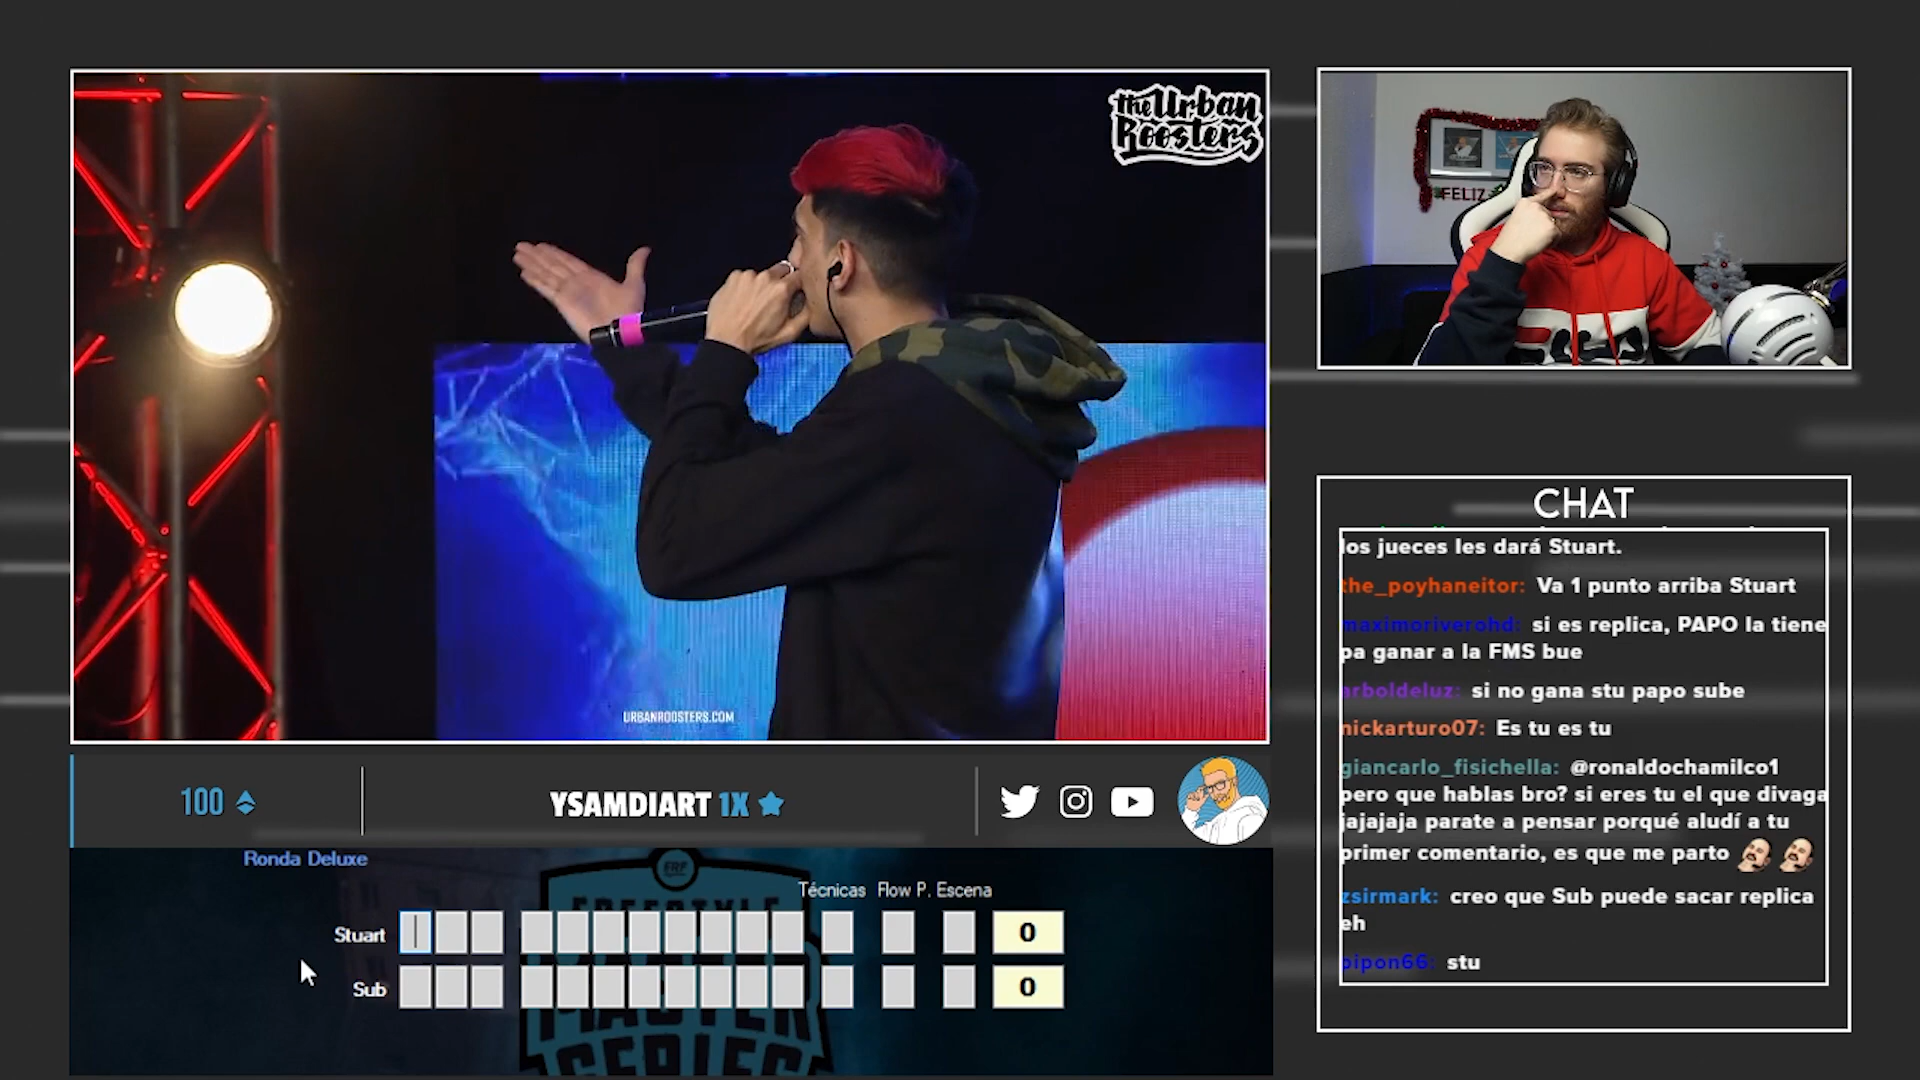 the Urban
Roosters
FELIZ
URBANROOSTERS.COM
100
YSAMDIART 1X
CHAT
los jueces les dará Stuart.
the_poyhaneitor: Va 1 punto arriba Stuart
maximoriverohd: si es replica, PAPO la tiene
pa ganar a la FMS bue
arboldeluz: si no gana stu papo sube
nickarturo07: Es tu es tu
giancarlo_fisichella: @ronaldochamilco1
pero que hablas bro? si eres tu el que divaga
jajajaja parate a pensar porqué aludí a tu
primer comentario, es que me parto
zsirmark: creo que Sub puede sacar replica
eh
pipon66: stu
Ronda Deluxe
Técnicas Flow P. Escena
Stuart 0
Sub 0
FREESTYLE
MASTER
SERIES